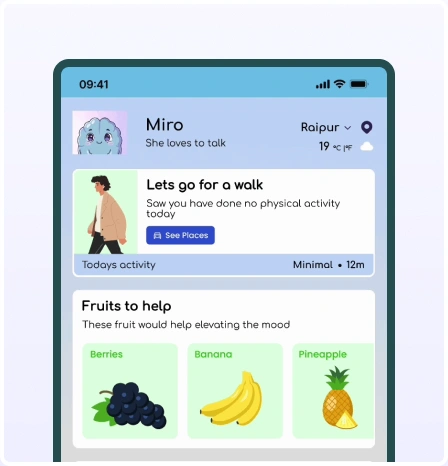 09:41
Miro
She loves to talk
Raipur
19 °C |°F
Lets go for a walk
Saw you have done no physical activity
today
See Places
Todays activity
Minimal • 12m
Fruits to help
These fruit would help elevating the mood
Berries
Banana
Pineapple